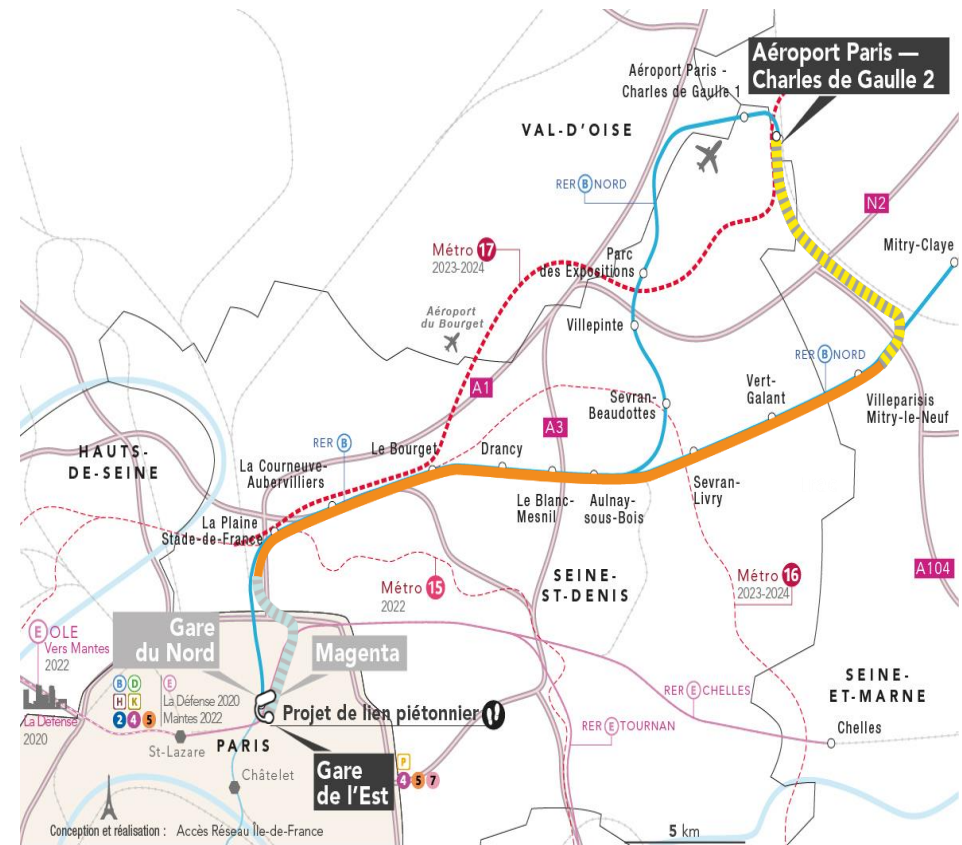 Aéroport Paris —
Charles de Gaulle 2
Aéroport Paris -
Charles de Gaulle 1
VAL-D'OISE
RER B NORD
N2
Mitry-Claye
Métro 17
2023-2024
Parc
des Expositions
Aéroport
du Bourget
Villepinte
RER B NORD
A1
Sevran-
Beaudottes
Vert-
Galant
Villeparisis
Mitry-le-Neuf
A3
HAUTS-
DE-SEINE
RER B
Le Bourget
Drancy
La Courneuve-
Aubervilliers
Le Blanc-
Mesnil
Aulnay-
sous-Bois
Sevran-
Livry
La Plaine
Stade-de-France
A104
Métro 15
2022
SEINE-
ST-DENIS
Métro 16
2023-2024
E OLE
Vers Mantes
2022
Gare
du Nord
Magenta
B D
H K
2 4 5
E
La Défense 2020
Mantes 2022
La Défense
2020
St-Lazare
PARIS
Projet de lien piétonnier
RER E CHELLES
RER E TOURNAN
SEINE-
ET-MARNE
Chelles
Châtelet
Gare
de l'Est
P
4 5 7
Conception et réalisation : Accès Réseau Île-de-France
5 km